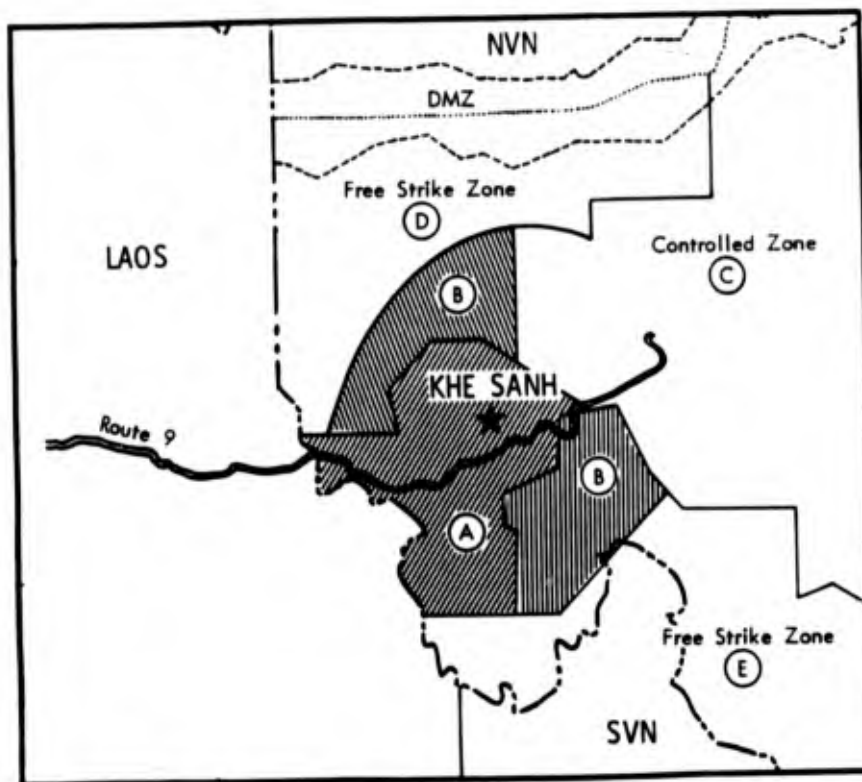 NVN
DMZ
Free Strike Zone
D
LAOS
Controlled Zone
C
B
KHE SANH
Route 9
B
A
Free Strike Zone
E
SVN